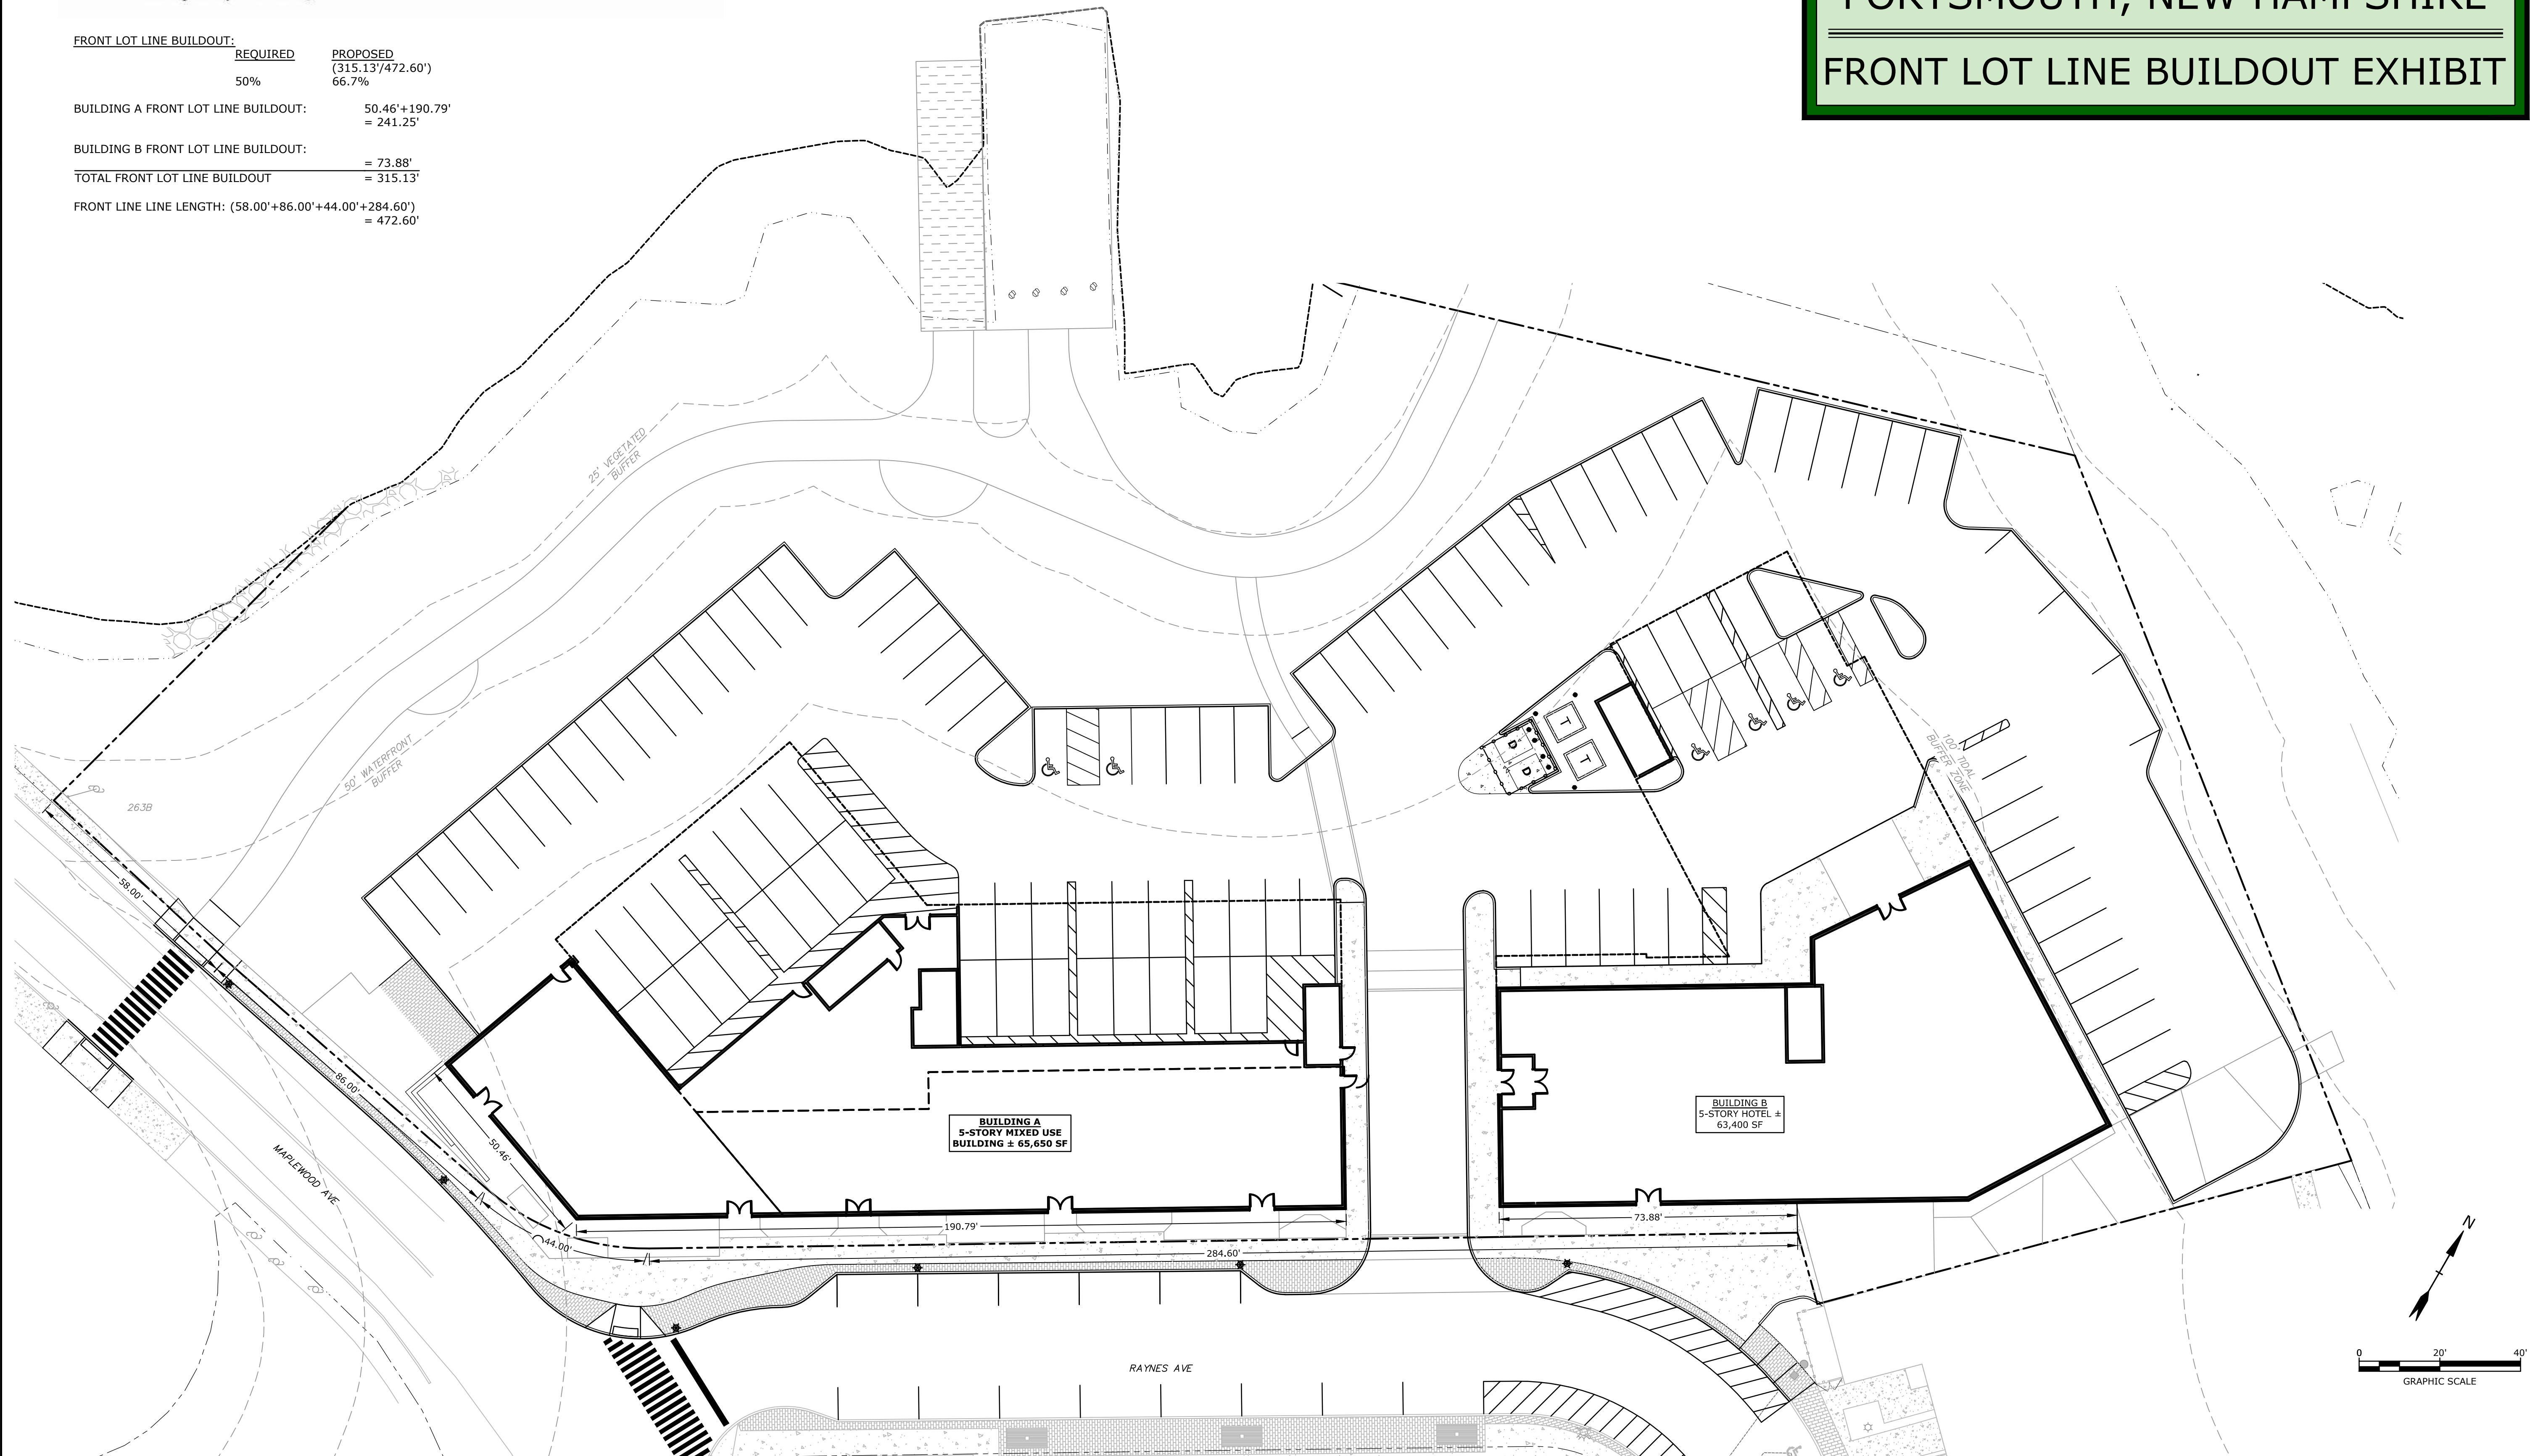 PORTSMOUTH, NEW HAMPSHIRE
FRONT LOT LINE BUILDOUT EXHIBIT
FRONT LOT LINE BUILDOUT:
REQUIRED PROPOSED
(315.13'/472.60')
50% 66.7%
BUILDING A FRONT LOT LINE BUILDOUT: 50.46'+190.79'
= 241.25'
BUILDING B FRONT LOT LINE BUILDOUT:
= 73.88'
TOTAL FRONT LOT LINE BUILDOUT = 315.13'
FRONT LINE LINE LENGTH: (58.00'+86.00'+44.00'+284.60')
= 472.60'
25' VEGETATED
BUFFER
50' WATERFRONT
BUFFER
263B
58.00'
86.00'
50.46'
44.00'
MAPLEWOOD AVE
T
T
D
D
100' TIDAL
BUFFER ZONE
BUILDING A
5-STORY MIXED USE
BUILDING ± 65,650 SF
BUILDING B
5-STORY HOTEL ±
63,400 SF
190.79'
73.88'
284.60'
RAYNES AVE
N
0 20' 40'
GRAPHIC SCALE